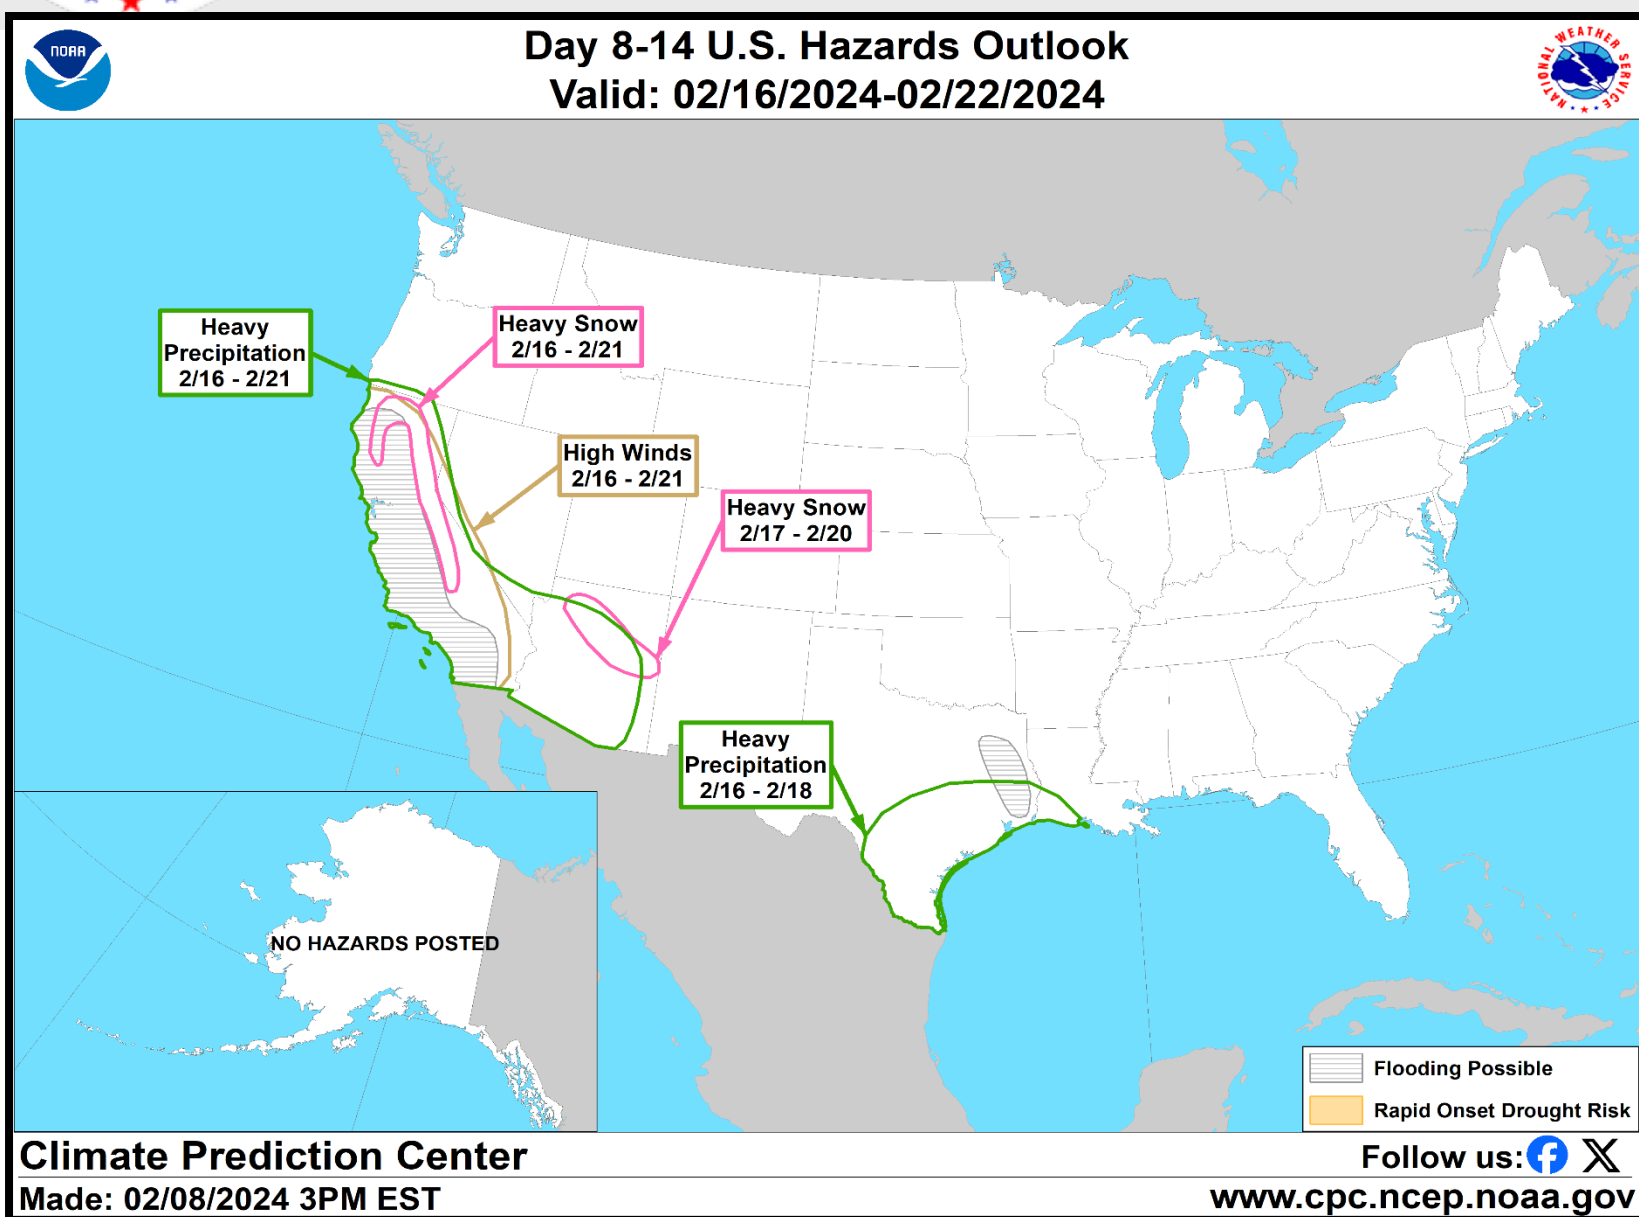 NOAA
Day 8-14 U.S. Hazards Outlook
Valid: 02/16/2024-02/22/2024
NATIONAL WEATHER SERVICE
Heavy
Precipitation
2/16 - 2/21
Heavy Snow
2/16 - 2/21
High Winds
2/16 - 2/21
Heavy Snow
2/17 - 2/20
Heavy
Precipitation
2/16 - 2/18
NO HAZARDS POSTED
Flooding Possible
Rapid Onset Drought Risk
Climate Prediction Center
Follow us:
Made: 02/08/2024 3PM EST
www.cpc.ncep.noaa.gov